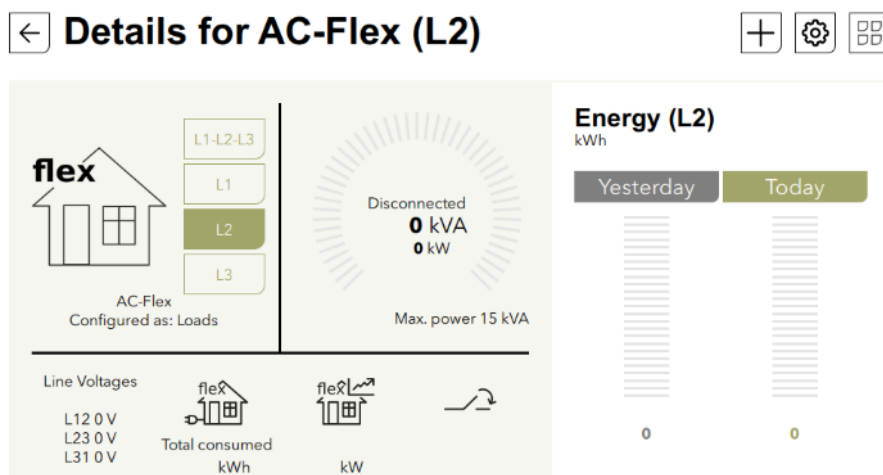 Details for AC-Flex (L2)
flex
L1-L2-L3
L1
L2
L3
AC-Flex
Configured as: Loads
Disconnected
0 kVA
0 kW
Max. power 15 kVA
Line Voltages
L12 0 V
L23 0 V
L31 0 V
flex
Total consumed
kWh
flex
kW
Energy (L2)
kWh
Yesterday
Today
0
0